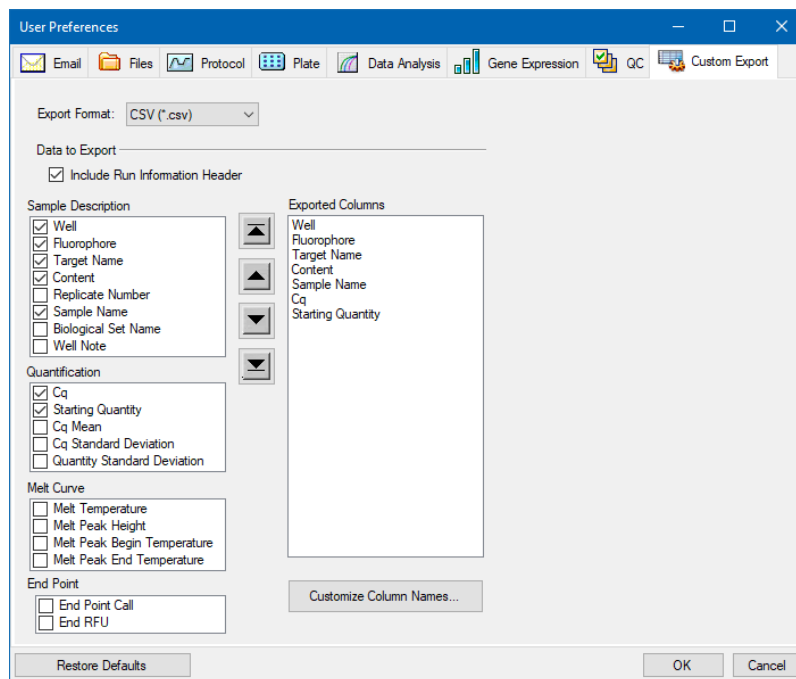 User Preferences
Email Files Protocol Plate Data Analysis Gene Expression QC Custom Export
Export Format: CSV (*.csv)
Data to Export
Include Run Information Header
Sample Description
Well
Fluorophore
Target Name
Content
Replicate Number
Sample Name
Biological Set Name
Well Note
Quantification
Cq
Starting Quantity
Cq Mean
Cq Standard Deviation
Quantity Standard Deviation
Melt Curve
Melt Temperature
Melt Peak Height
Melt Peak Begin Temperature
Melt Peak End Temperature
End Point
End Point Call
End RFU
Exported Columns
Well
Fluorophore
Target Name
Content
Sample Name
Cq
Starting Quantity
Customize Column Names...
Restore Defaults OK Cancel